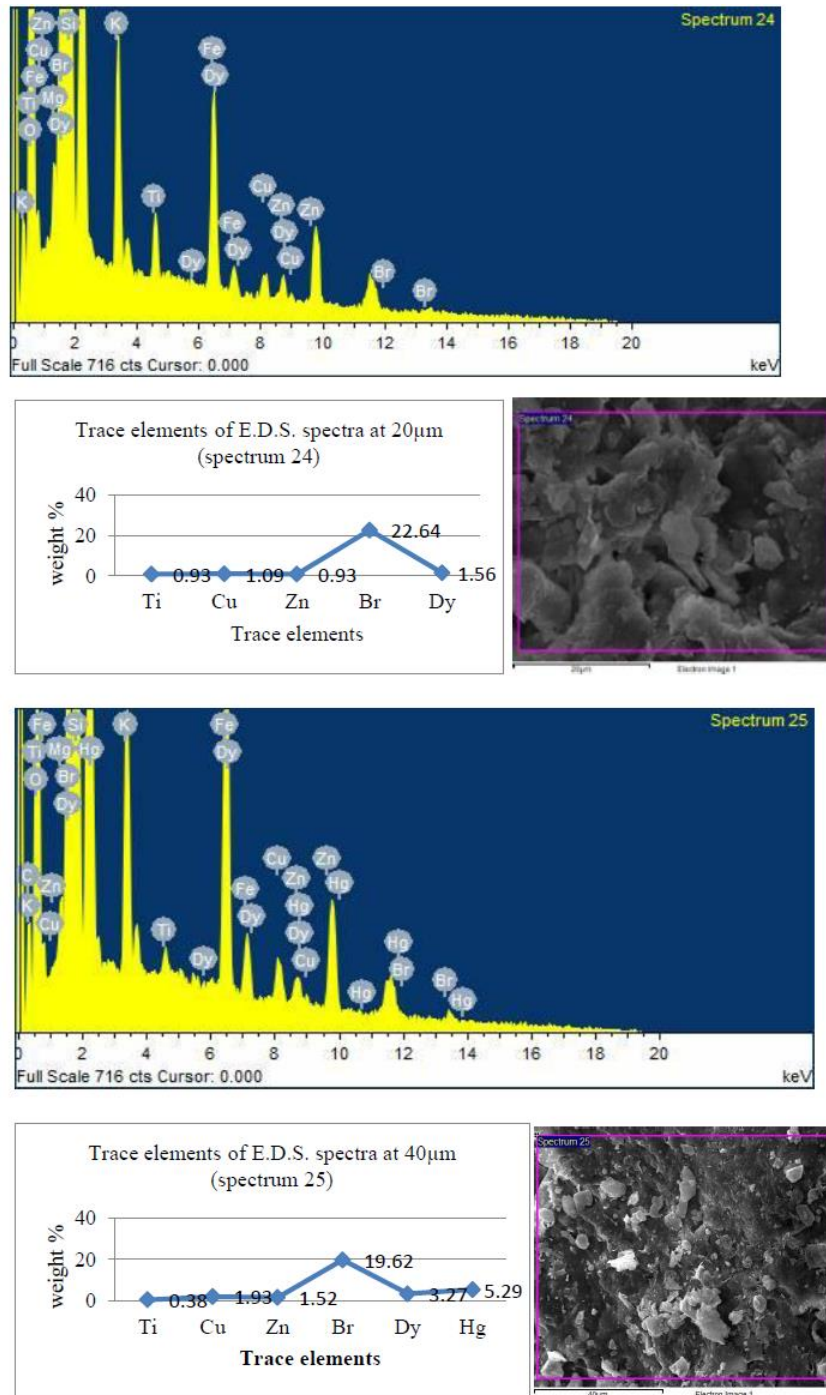 Spectrum 24
Zn Si K Fe
Cu Br Dy
Fe Mg
Ti Dy
O
K Ti Cu Zn Zn
Fe Dy
Dy Dy Cu Br Br
0 2 4 6 8 10 12 14 16 18 20
Full Scale 716 cts Cursor: 0.000 keV
Trace elements of E.D.S. spectra at 20µm
(spectrum 24)
weight %
40
20
0
0.93 1.09 0.93 22.64 1.56
Ti Cu Zn Br Dy
Trace elements
Spectrum 24
20µm Electron Image 1
Spectrum 25
Fe Si K Fe
Ti Mg Hg Dy
O Br
Dy
C Zn Cu Zn Zn Hg
K Cu Fe Hg
Ti Dy Dy Dy Hg
Cu Br Br
Hg Hg
0 2 4 6 8 10 12 14 16 18 20
Full Scale 716 cts Cursor: 0.000 keV
Trace elements of E.D.S. spectra at 40µm
(spectrum 25)
weight %
40
20
0
0.38 1.93 1.52 19.62 3.27 5.29
Ti Cu Zn Br Dy Hg
Trace elements
Spectrum 25
40µm Electron Image 1